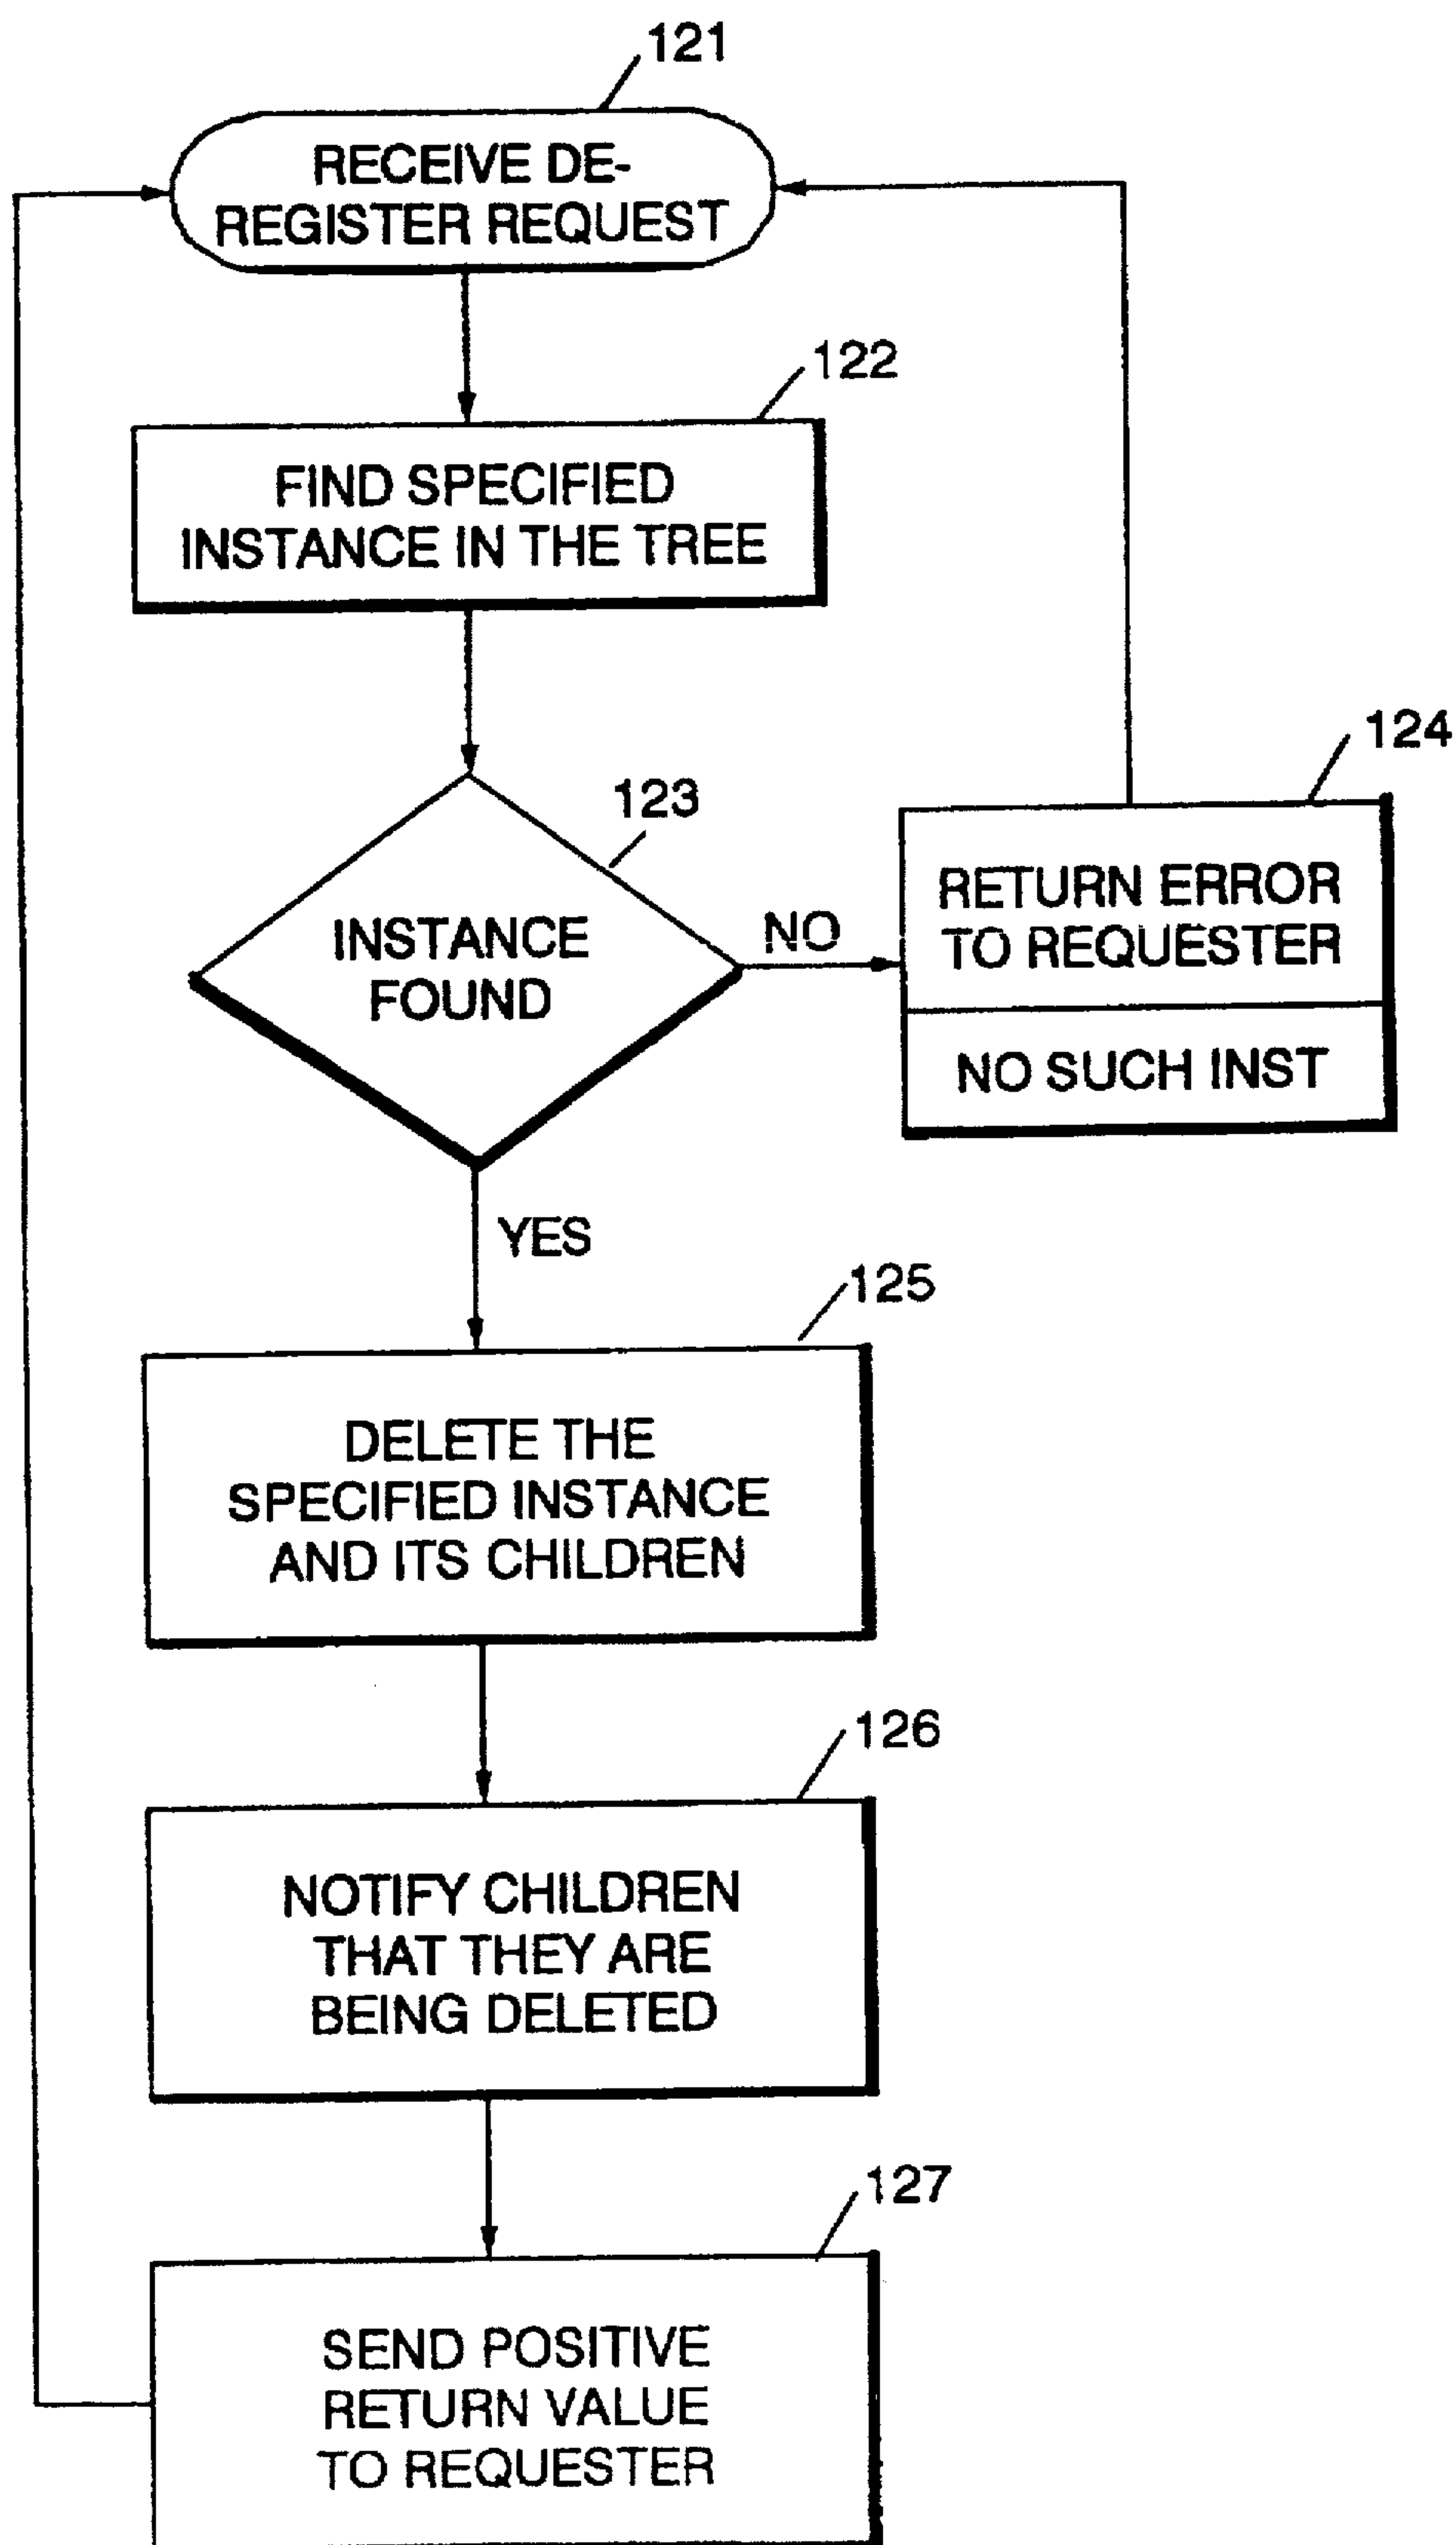 121
RECEIVE DE-
REGISTER REQUEST
122
FIND SPECIFIED
INSTANCE IN THE TREE
123
INSTANCE
FOUND
NO
124
RETURN ERROR
TO REQUESTER
NO SUCH INST
YES
125
DELETE THE
SPECIFIED INSTANCE
AND ITS CHILDREN
126
NOTIFY CHILDREN
THAT THEY ARE
BEING DELETED
127
SEND POSITIVE
RETURN VALUE
TO REQUESTER